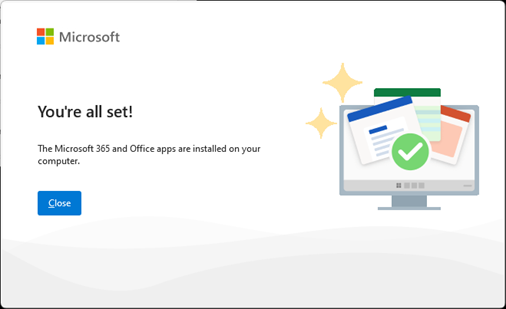 Microsoft
You're all set!
The Microsoft 365 and Office apps are installed on your
computer.
Close